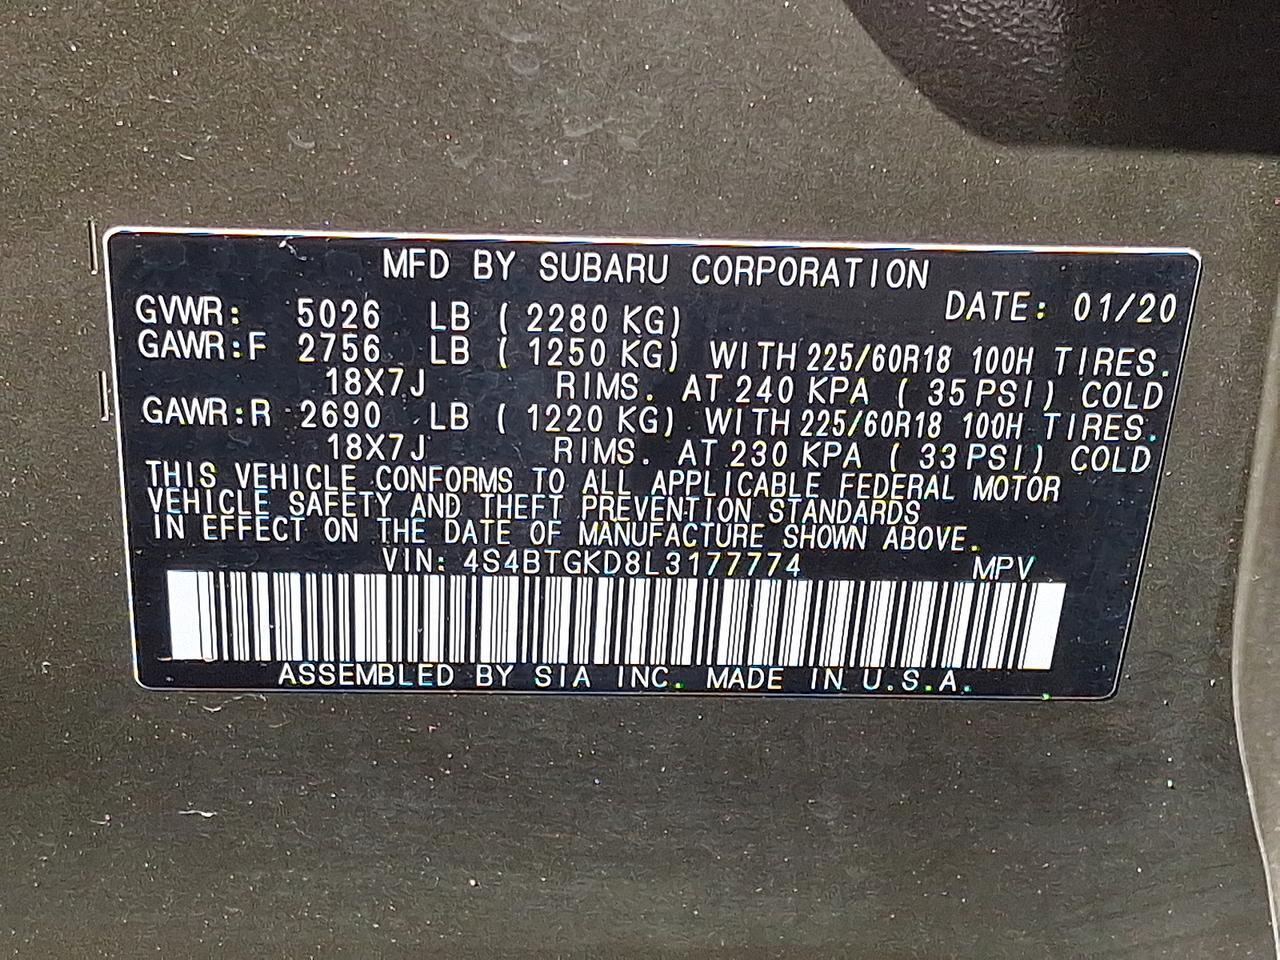 MFD BY SUBARU CORPORATION
DATE: 01/20
GVWR: 5026 LB ( 2280 KG)
GAWR:F 2756 LB ( 1250 KG) WITH 225/60R18 100H TIRES.
18X7J RIMS. AT 240 KPA ( 35 PSI) COLD
GAWR:R 2690 LB ( 1220 KG) WITH 225/60R18 100H TIRES.
18X7J RIMS. AT 230 KPA ( 33 PSI) COLD
THIS VEHICLE CONFORMS TO ALL APPLICABLE FEDERAL MOTOR
VEHICLE SAFETY AND THEFT PREVENTION STANDARDS
IN EFFECT ON THE DATE OF MANUFACTURE SHOWN ABOVE.
VIN: 4S4BTGKD8L3177774 MPV
ASSEMBLED BY SIA INC. MADE IN U.S.A.